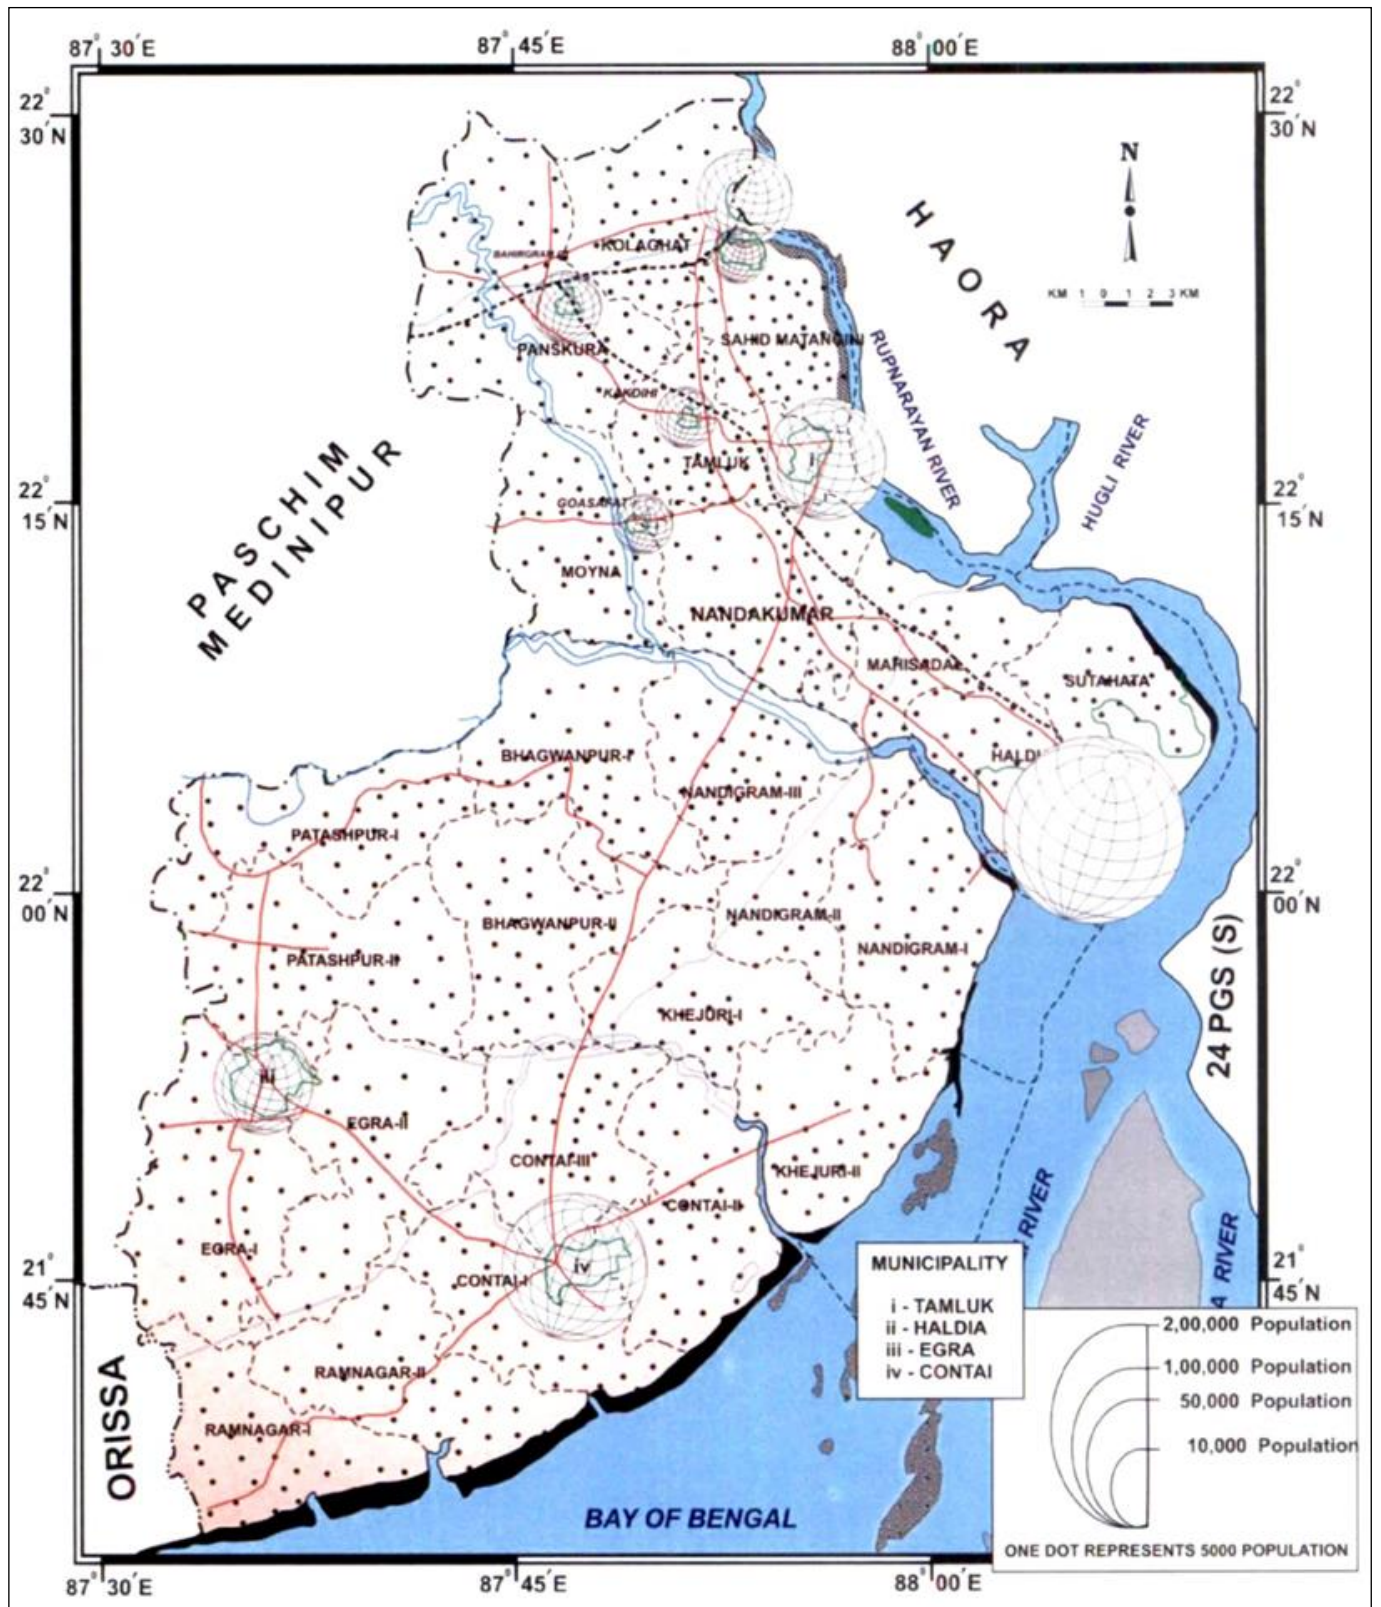 87° 30´E
87° 45´E
88° 00´E
22° 30´N
22° 30´N
N
HAORA
KOLAGHAT
KM 1 0 1 2 3 KM
SAHID MATANGINI
RUPNARAYAN RIVER
PANSKURA
KAKDIHI
HUGLI RIVER
PASCHIM
MEDINIPUR
i
TAMLUK
22° 15´N
22° 15´N
MOYNA
NANDAKUMAR
MAHISADAL
SUTAHATA
BHAGWANPUR-I
HALDI
NANDIGRAM-III
PATASHPUR-I
22° 00´N
22° 00´N
BHAGWANPUR-II
NANDIGRAM-II
NANDIGRAM-I
PATASHPUR-II
24 PGS (S)
KHEJURI-I
iii
EGRA-II
CONTAI-III
KHEJURI-II
CONTAI-II
RIVER
RIVER
EGRA-I
iv
CONTAI-I
21° 45´N
21° 45´N
MUNICIPALITY
i - TAMLUK
ii - HALDIA
iii - EGRA
iv - CONTAI
ORISSA
RAMNAGAR-II
RAMNAGAR-I
2,00,000 Population
1,00,000 Population
50,000 Population
10,000 Population
BAY OF BENGAL
ONE DOT REPRESENTS 5000 POPULATION
87° 30´E
87° 45´E
88° 00´E